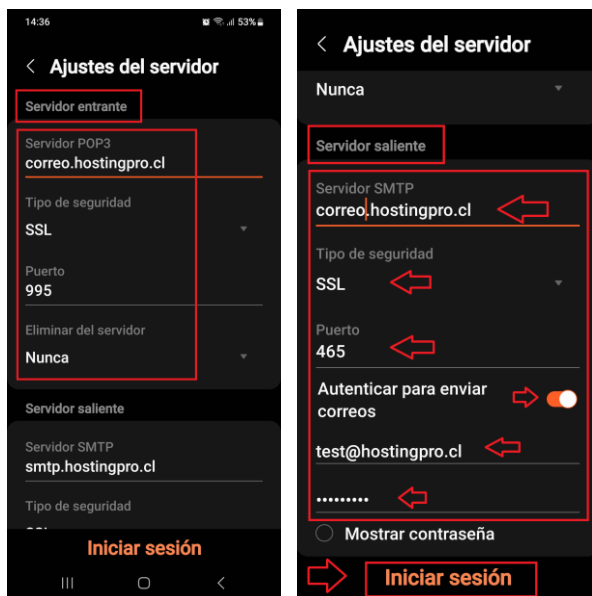 14:36
53%
Ajustes del servidor
Servidor entrante
Servidor POP3
correo.hostingpro.cl
Tipo de seguridad
SSL
Puerto
995
Eliminar del servidor
Nunca
Servidor saliente
Servidor SMTP
smtp.hostingpro.cl
Tipo de seguridad
Iniciar sesión
Ajustes del servidor
Nunca
Servidor saliente
Servidor SMTP
correo.hostingpro.cl
Tipo de seguridad
SSL
Puerto
465
Autenticar para enviar
correos
test@hostingpro.cl
•••••••••
Mostrar contraseña
Iniciar sesión